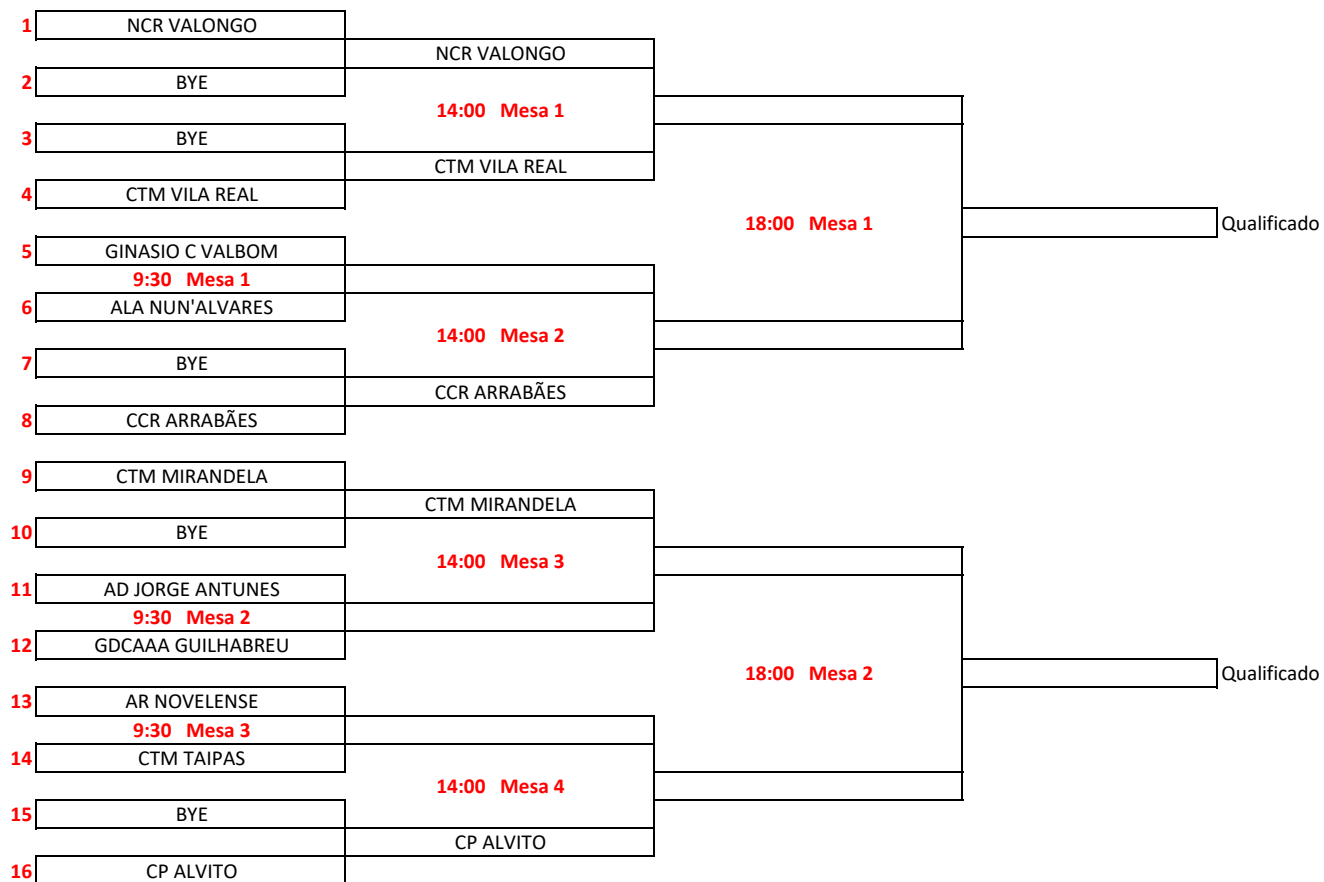 1 NCR VALONGO
NCR VALONGO
2 BYE
14:00 Mesa 1
3 BYE
CTM VILA REAL
4 CTM VILA REAL
18:00 Mesa 1 Qualificado
5 GINASIO C VALBOM
9:30 Mesa 1
6 ALA NUN'ALVARES
14:00 Mesa 2
7 BYE
CCR ARRABÃES
8 CCR ARRABÃES
9 CTM MIRANDELA
CTM MIRANDELA
10 BYE
14:00 Mesa 3
11 AD JORGE ANTUNES
9:30 Mesa 2
12 GDCAAA GUILHABREU
18:00 Mesa 2 Qualificado
13 AR NOVELENSE
9:30 Mesa 3
14 CTM TAIPAS
14:00 Mesa 4
15 BYE
CP ALVITO
16 CP ALVITO